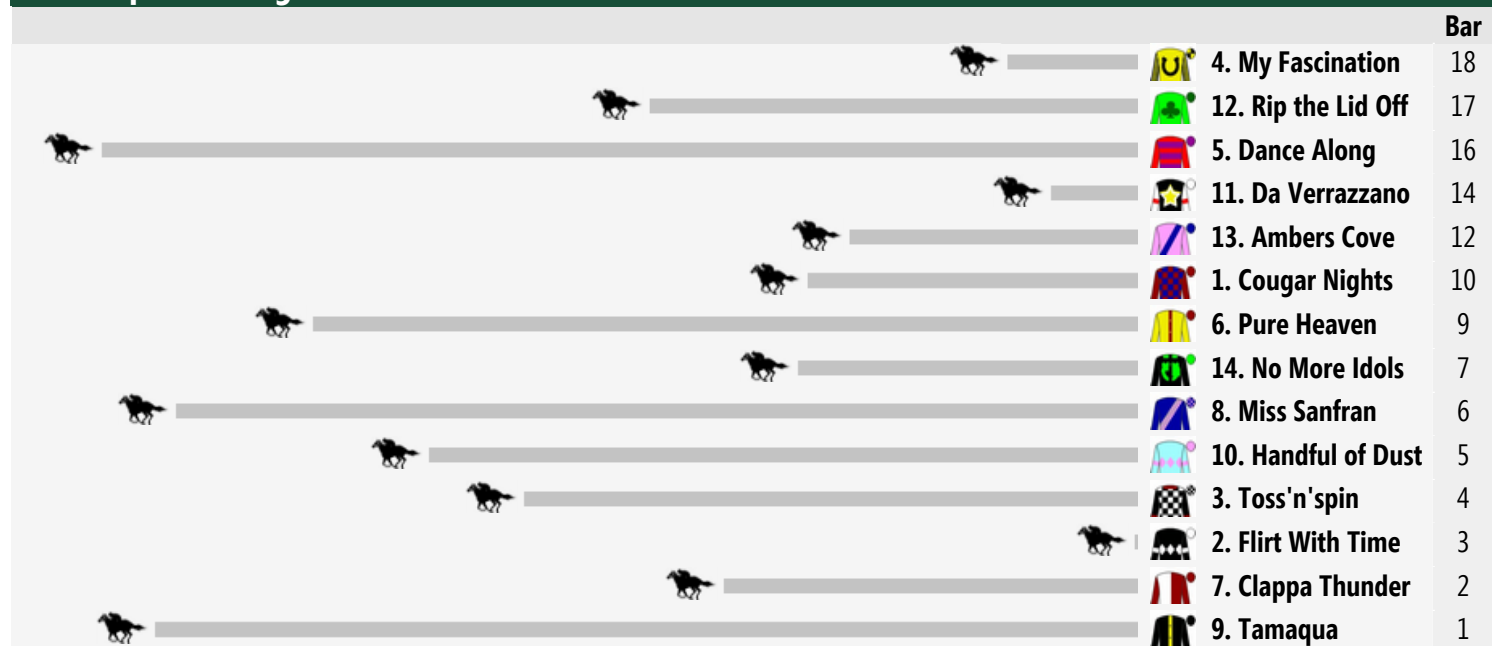 Bar
4. My Fascination 18
12. Rip the Lid Off 17
5. Dance Along 16
11. Da Verrazzano 14
13. Ambers Cove 12
1. Cougar Nights 10
6. Pure Heaven 9
14. No More Idols 7
8. Miss Sanfran 6
10. Handful of Dust 5
3. Toss'n'spin 4
2. Flirt With Time 3
7. Clappa Thunder 2
9. Tamaqua 1